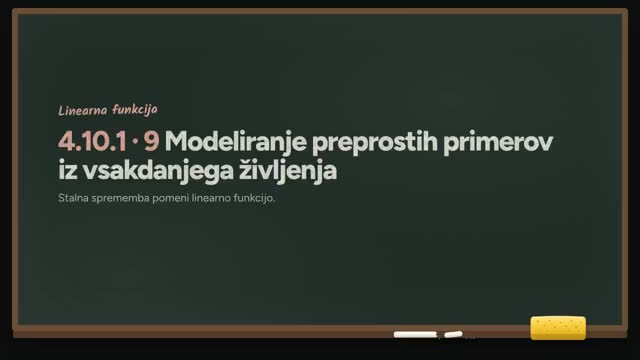 Linearna funkcija
4.10.1 · 9 Modeliranje preprostih primerov
iz vsakdanjega življenja
Stalna sprememba pomeni linearno funkcijo.